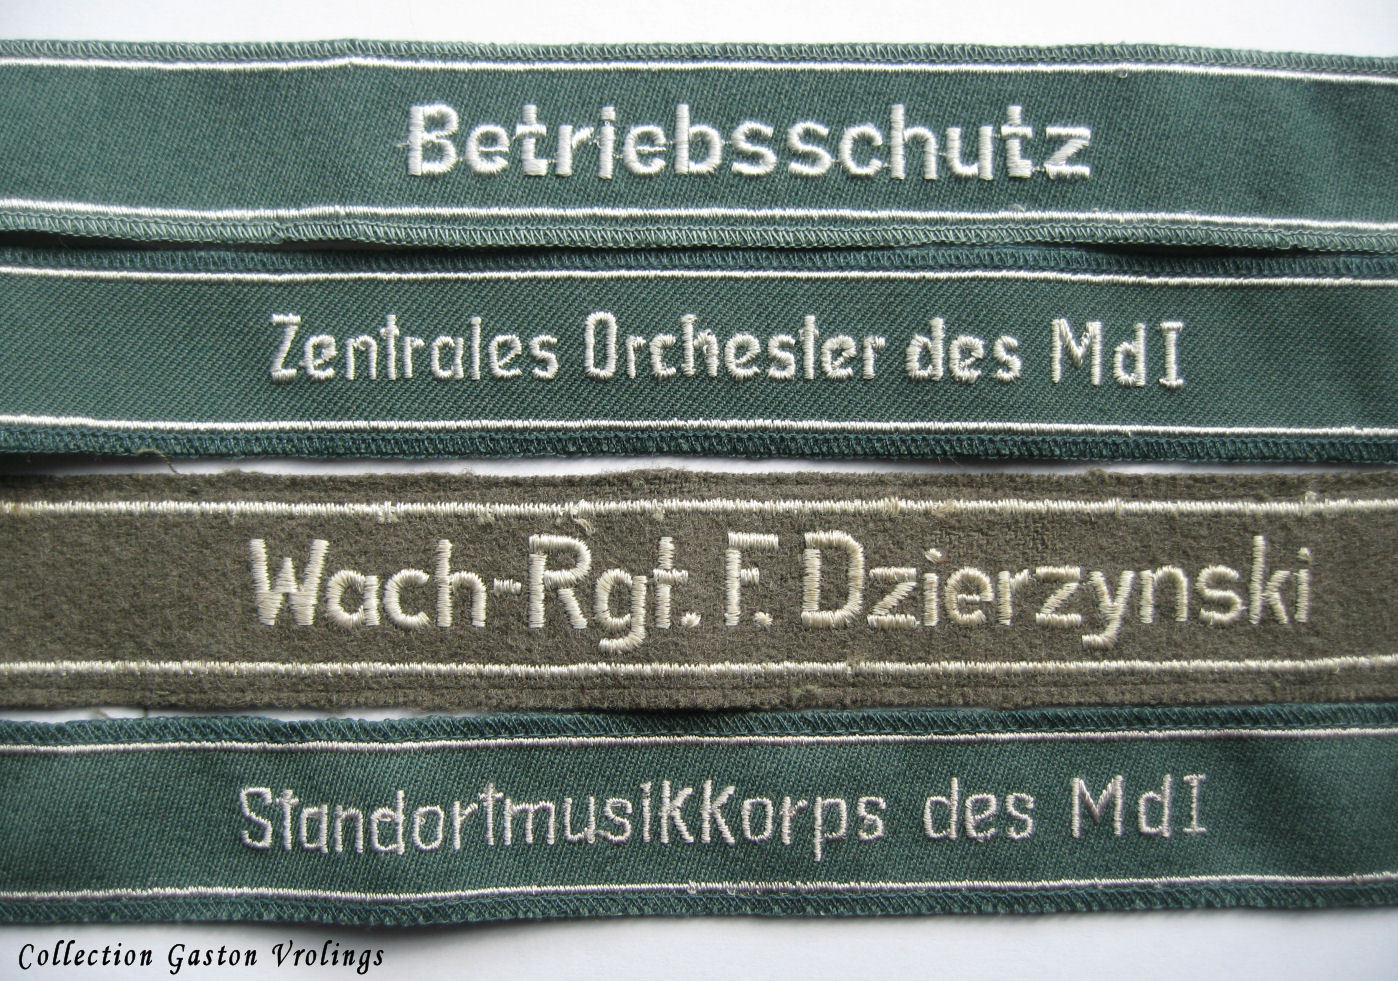 Betriebsschutz
Zentrales Orchester des MdI
Wach-Rgt. F. Dzierzynski
Standortmusikkorps des MdI
Collection Gaston Vrolings